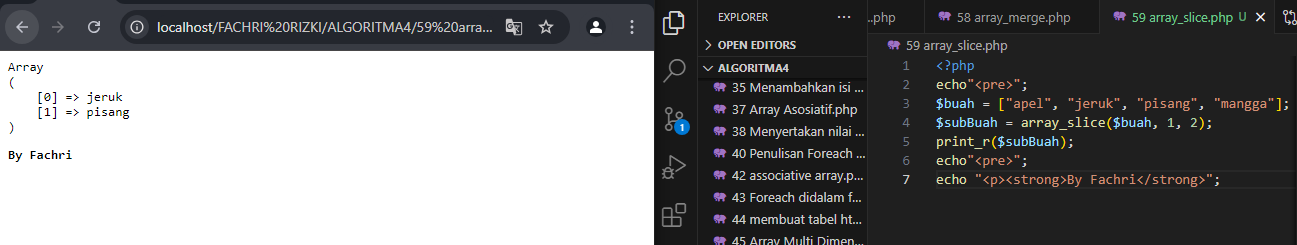 localhost/FACHRI%20RIZKI/ALGORITMA4/59%20arra...
Array
(
[0] => jeruk
[1] => pisang
)
By Fachri
1
EXPLORER
OPEN EDITORS
ALGORITMA4
35 Menambahkan isi ...
37 Array Asosiatif.php
38 Menyertakan nilai ...
40 Penulisan Foreach ...
42 associative array.p...
43 Foreach didalam f...
44 membuat tabel ht...
45 Array Multi Dimen...
..php
58 array_merge.php
59 array_slice.php U
59 array_slice.php
1 <?php
2 echo"<pre>";
3 $buah = ["apel", "jeruk", "pisang", "mangga"];
4 $subBuah = array_slice($buah, 1, 2);
5 print_r($subBuah);
6 echo"<pre>";
7 echo "<p><strong>By Fachri</strong>";